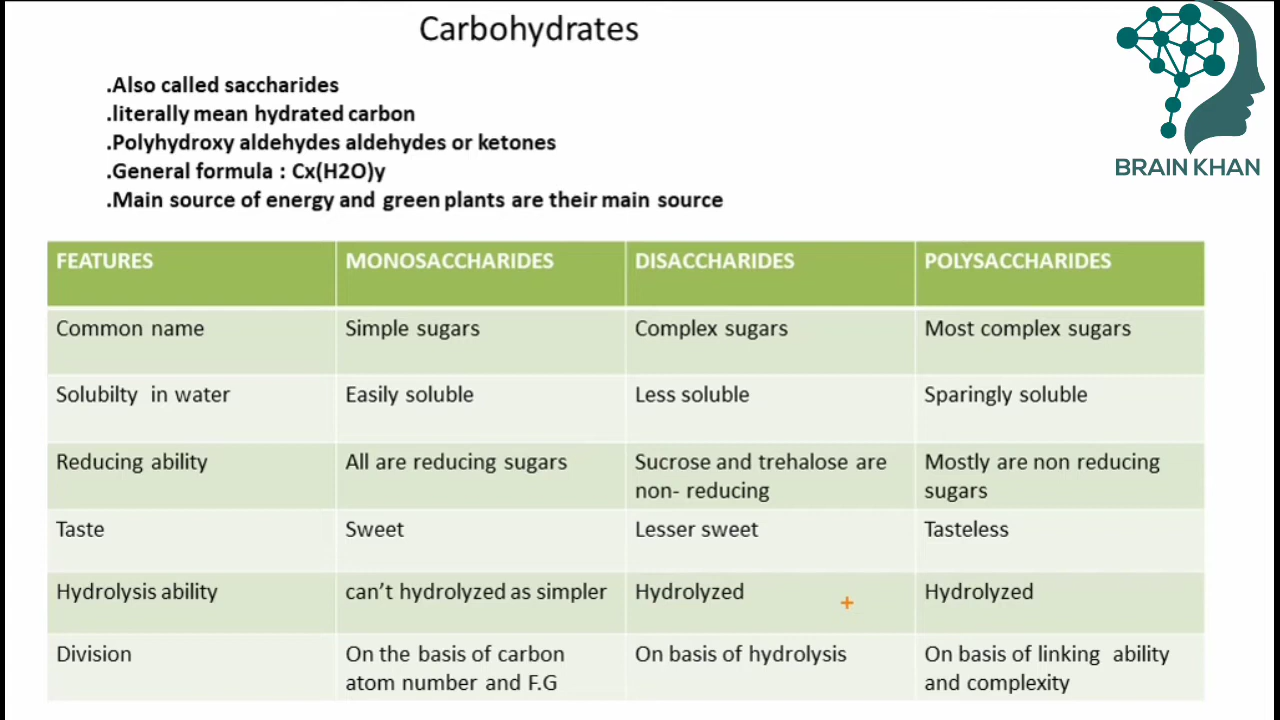 Carbohydrates
BRAIN KHAN
.Also called saccharides
.literally mean hydrated carbon
.Polyhydroxy aldehydes aldehydes or ketones
.General formula : Cx(H2O)y
.Main source of energy and green plants are their main source
FEATURES MONOSACCHARIDES DISACCHARIDES POLYSACCHARIDES
Common name Simple sugars Complex sugars Most complex sugars
Solubilty in water Easily soluble Less soluble Sparingly soluble
Reducing ability All are reducing sugars Sucrose and trehalose are Mostly are non reducing
non- reducing sugars
Taste Sweet Lesser sweet Tasteless
Hydrolysis ability can't hydrolyzed as simpler Hydrolyzed Hydrolyzed
Division On the basis of carbon On basis of hydrolysis On basis of linking ability
atom number and F.G and complexity